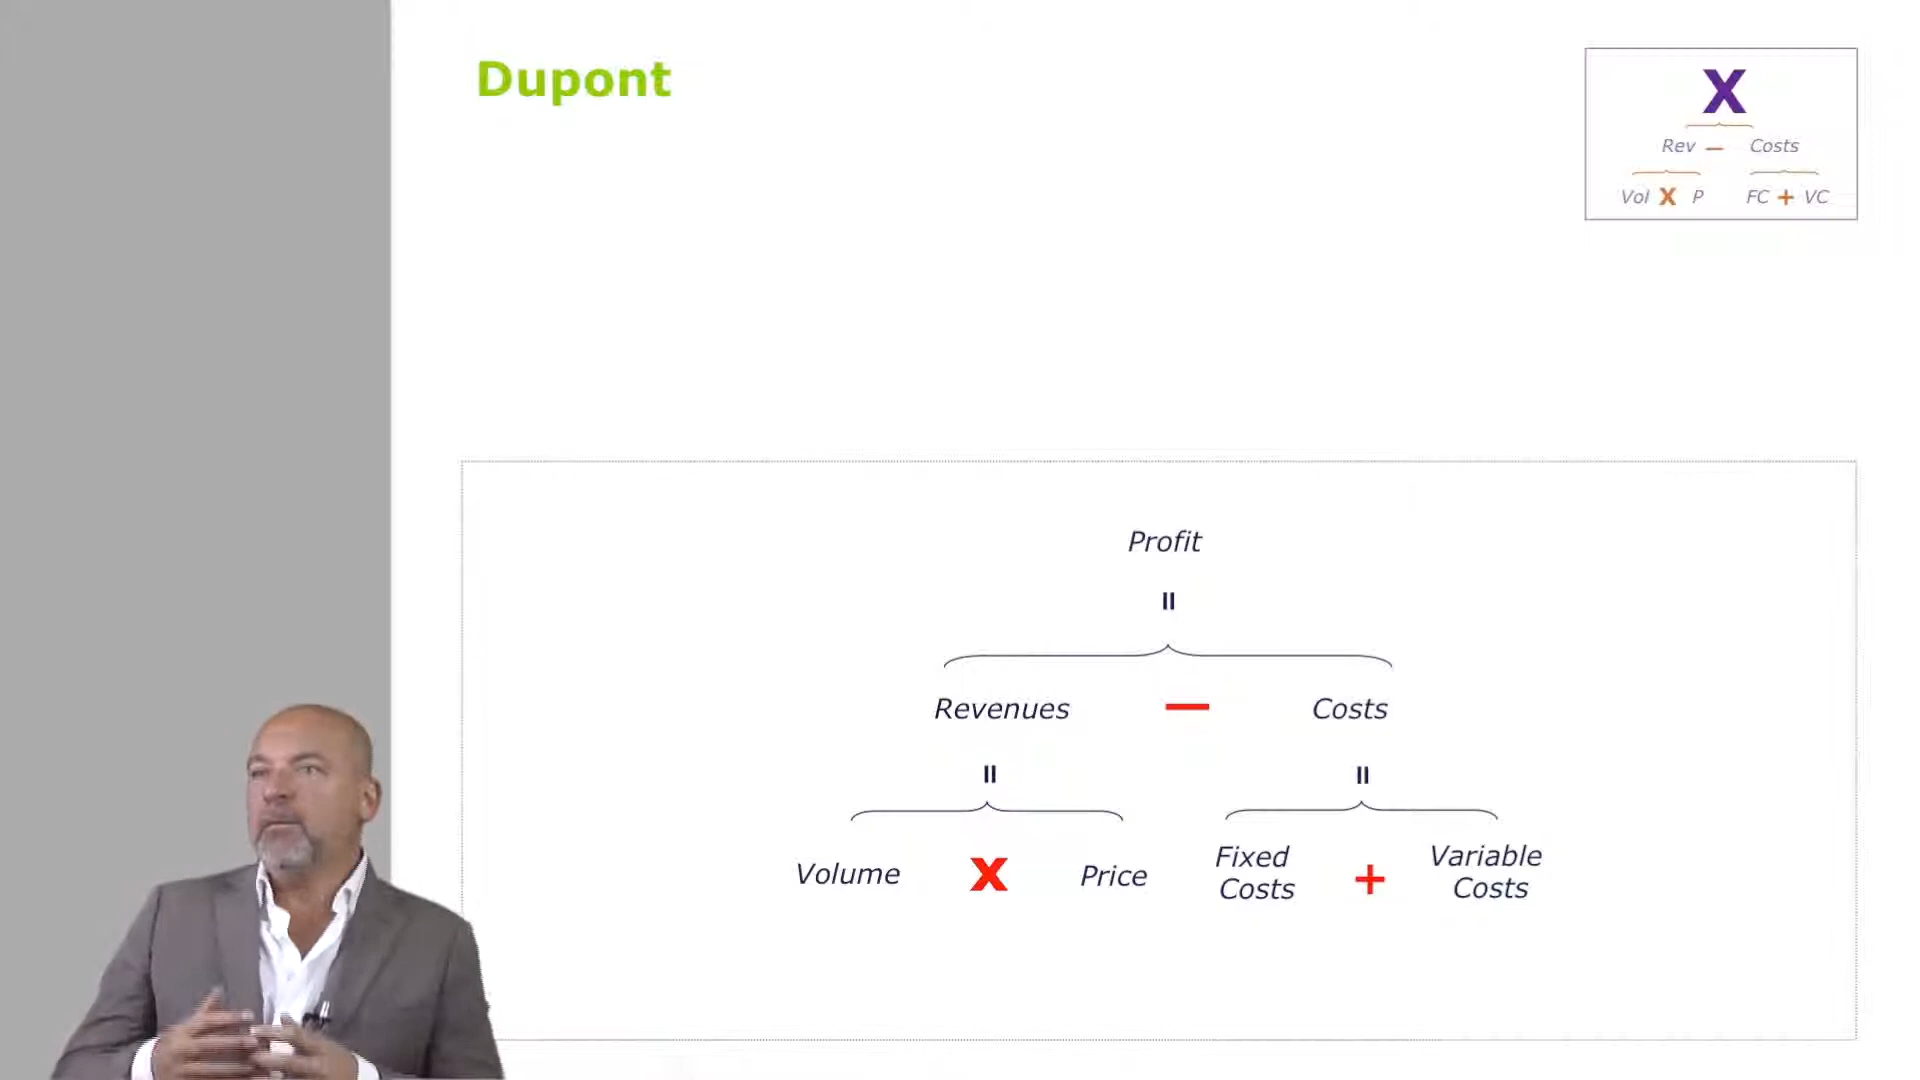 Dupont
X
Rev – Costs
Vol X P FC + VC
Profit
=
Revenues – Costs
= =
Volume X Price Fixed Costs + Variable Costs